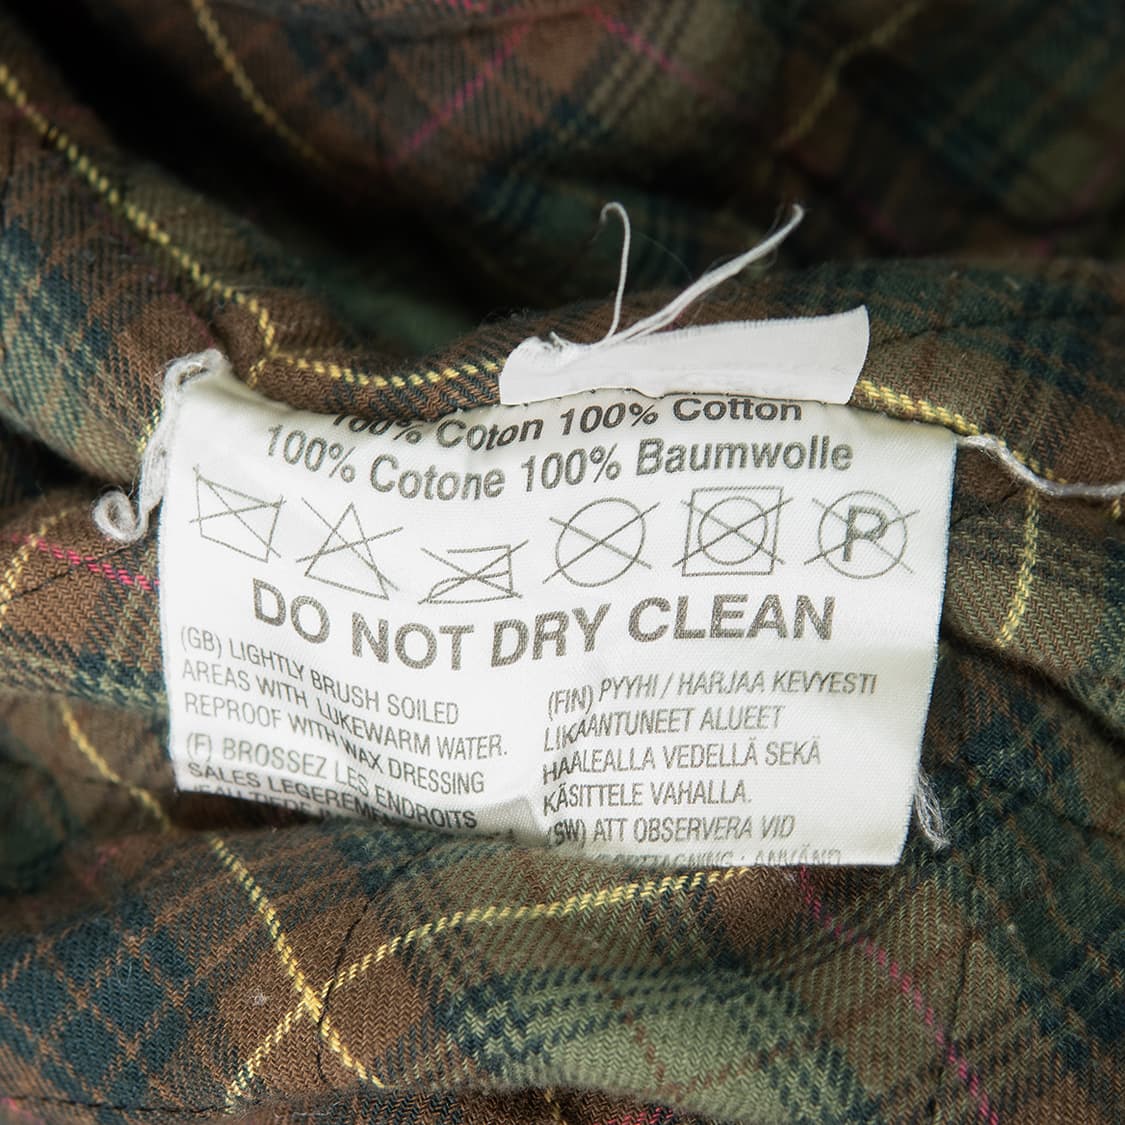 100% Coton 100% Cotton
100% Cotone 100% Baumwolle
P
DO NOT DRY CLEAN
(GB) LIGHTLY BRUSH SOILED
AREAS WITH LUKEWARM WATER.
REPROOF WITH WAX DRESSING
(F) BROSSEZ LES ENDROITS
SALES LEGEREMENT
(FIN) PYYHI / HARJAA KEVYESTI
LIKAANTUNEET ALUEET
HAALEALLA VEDELLÄ SEKÄ
KÄSITTELE VAHALLA.
(SW) ATT OBSERVERA VID